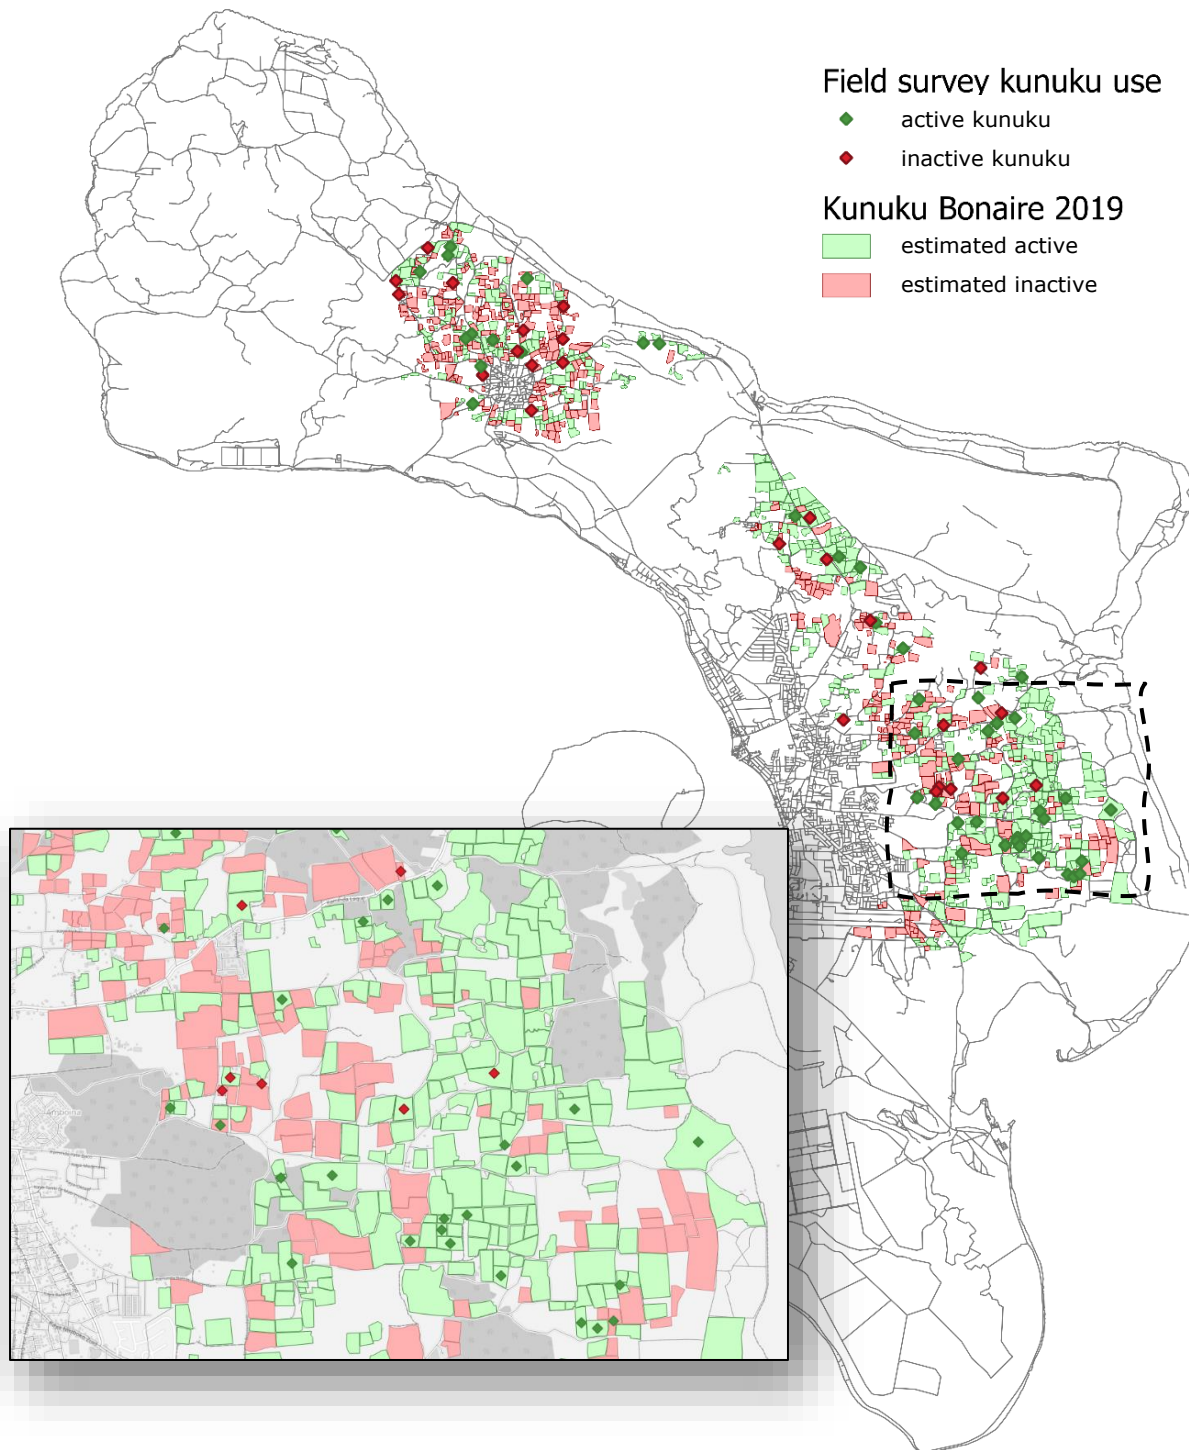 Field survey kunuku use
active kunuku
inactive kunuku
Kunuku Bonaire 2019
estimated active
estimated inactive